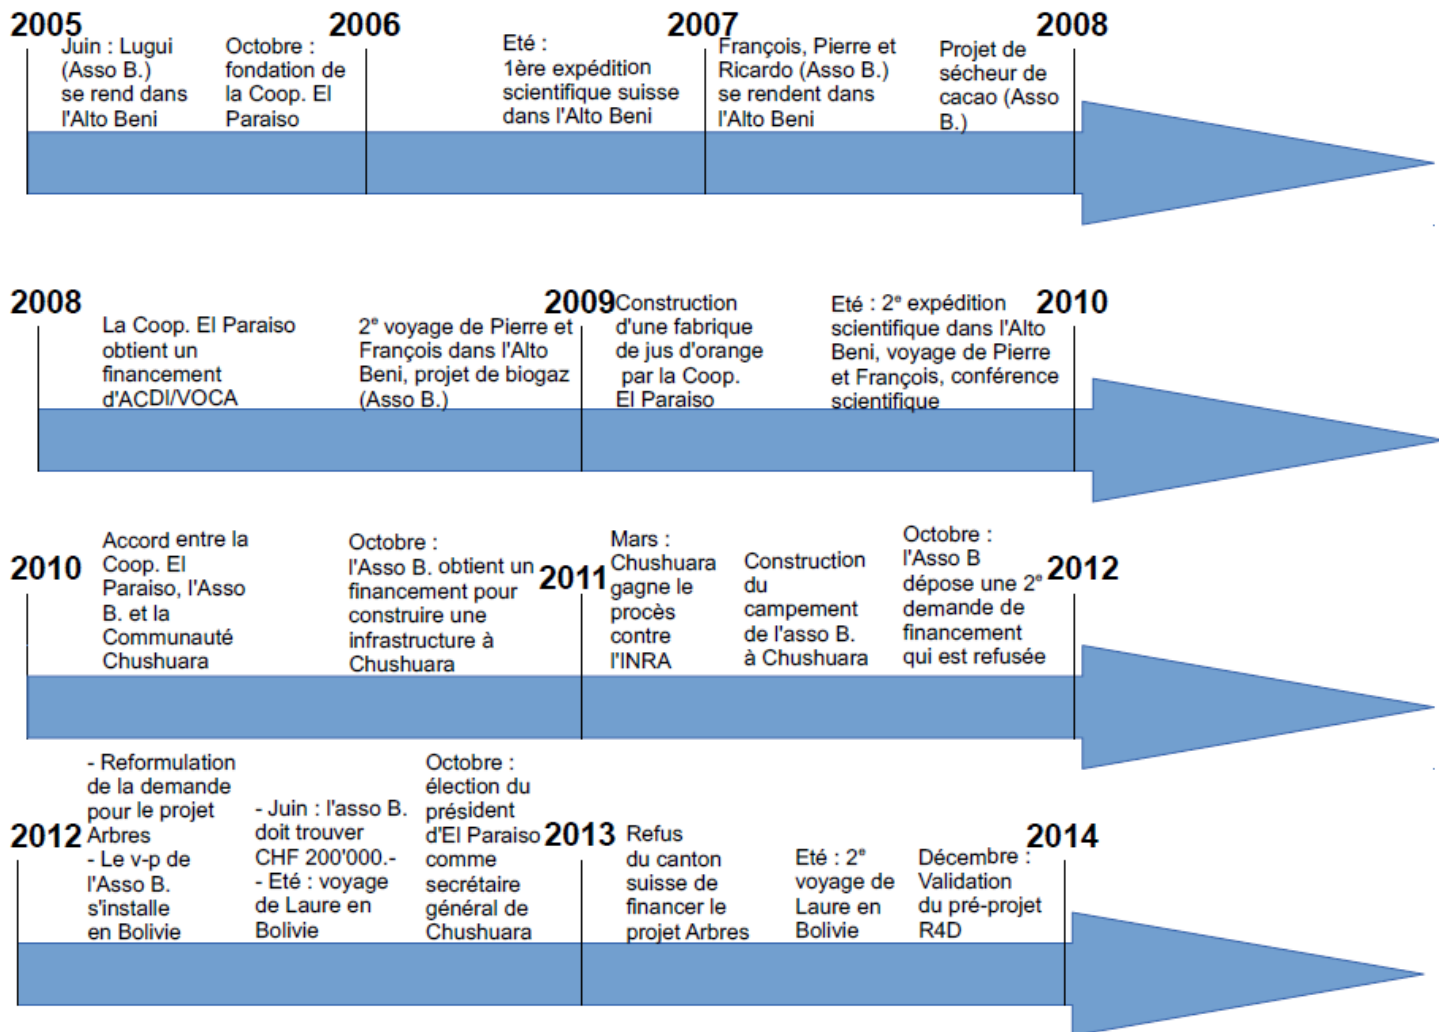 2005
Juin : Lugui
(Asso B.)
se rend dans
l'Alto Beni
Octobre :
fondation de
la Coop. El
Paraiso
2006
Eté :
1ère expédition
scientifique suisse
dans l'Alto Beni
2007
François, Pierre et
Ricardo (Asso B.)
se rendent dans
l'Alto Beni
Projet de
sécheur de
cacao (Asso
B.)
2008
2008
La Coop. El Paraiso
obtient un
financement
d'ACDI/VOCA
2e voyage de Pierre et
François dans l'Alto
Beni, projet de biogaz
(Asso B.)
2009
Construction
d'une fabrique
de jus d'orange
par la Coop.
El Paraiso
Eté : 2e expédition
scientifique dans l'Alto
Beni, voyage de Pierre
et François, conférence
scientifique
2010
2010
Accord entre la
Coop. El
Paraiso, l'Asso
B. et la
Communauté
Chushuara
Octobre :
l'Asso B. obtient un
financement pour
construire une
infrastructure à
Chushuara
2011
Mars :
Chushuara
gagne le
procès
contre
l'INRA
Construction
du
campement
de l'asso B.
à Chushuara
Octobre :
l'Asso B
dépose une 2e
demande de
financement
qui est refusée
2012
2012
- Reformulation
de la demande
pour le projet
Arbres
- Le v-p de
l'Asso B.
s'installe
en Bolivie
- Juin : l'asso B.
doit trouver
CHF 200'000.-
- Eté : voyage
de Laure en
Bolivie
Octobre :
élection du
président
d'El Paraiso
comme
secrétaire
général de
Chushuara
2013
Refus
du canton
suisse de
financer le
projet Arbres
Eté : 2e
voyage de
Laure en
Bolivie
Décembre :
Validation
du pré-projet
R4D
2014